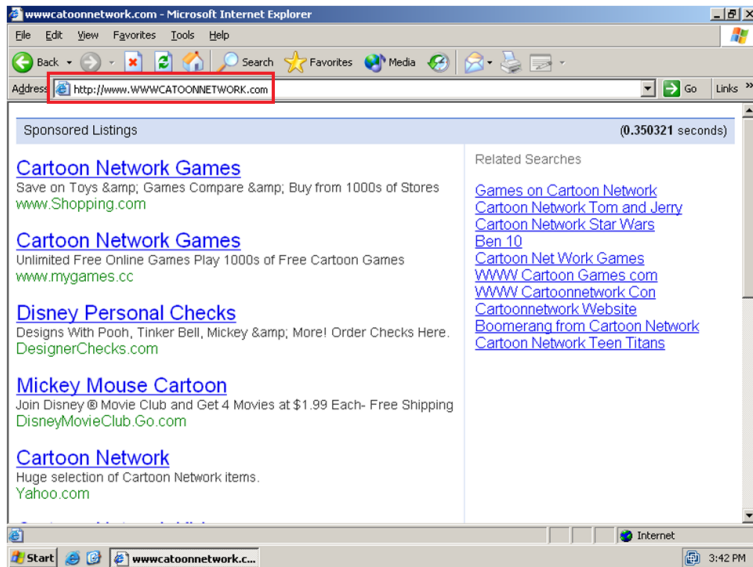 wwwcatoonnetwork.com - Microsoft Internet Explorer
File Edit View Favorites Tools Help
Back Search Favorites Media
Address http://www.WWWCATOONNETWORK.com Go Links »
Sponsored Listings (0.350321 seconds)
Cartoon Network Games
Save on Toys &amp; Games Compare &amp; Buy from 1000s of Stores
www.Shopping.com
Cartoon Network Games
Unlimited Free Online Games Play 1000s of Free Cartoon Games
www.mygames.cc
Disney Personal Checks
Designs With Pooh, Tinker Bell, Mickey &amp; More! Order Checks Here.
DesignerChecks.com
Mickey Mouse Cartoon
Join Disney ® Movie Club and Get 4 Movies at $1.99 Each- Free Shipping
DisneyMovieClub.Go.com
Cartoon Network
Huge selection of Cartoon Network items.
Yahoo.com
Related Searches
Games on Cartoon Network
Cartoon Network Tom and Jerry
Cartoon Network Star Wars
Ben 10
Cartoon Net Work Games
WWW Cartoon Games com
WWW Cartoonnetwork Con
Cartoonnetwork Website
Boomerang from Cartoon Network
Cartoon Network Teen Titans
Internet
Start wwwcatoonnetwork.c... 3:42 PM